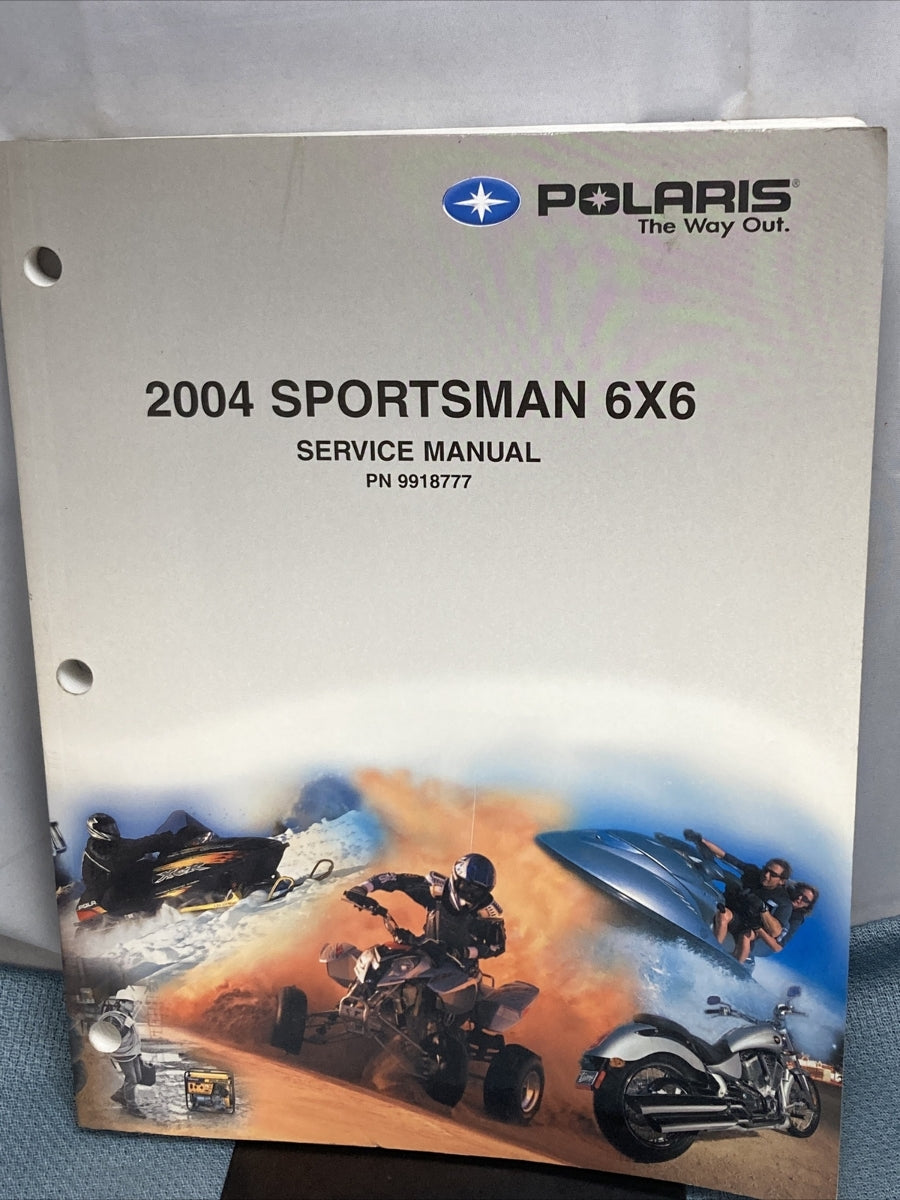 POLARIS®
The Way Out.
2004 SPORTSMAN 6X6
SERVICE MANUAL
PN 9918777